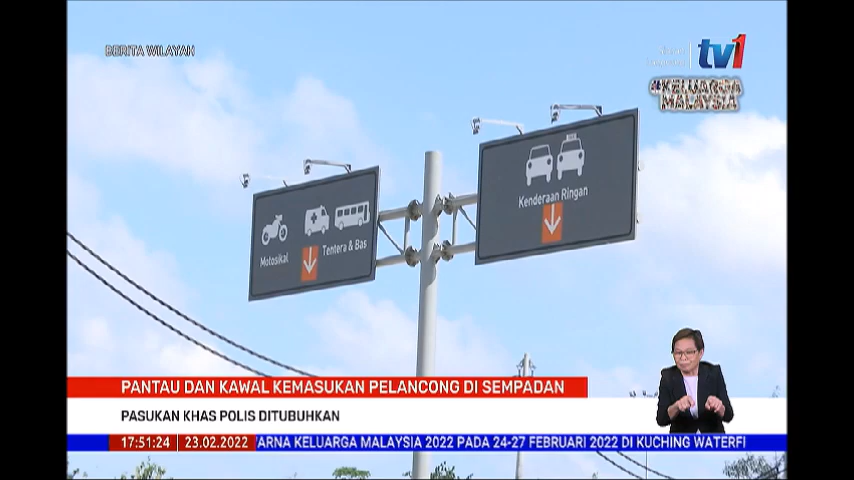 BERITA WILAYAH
tv1
#KELUARGA
MALAYSIA
Motosikal
Tentera & Bas
Kenderaan Ringan
PANTAU DAN KAWAL KEMASUKAN PELANCONG DI SEMPADAN
PASUKAN KHAS POLIS DITUBUHKAN
17:51:24 23.02.2022 WARNA KELUARGA MALAYSIA 2022 PADA 24-27 FEBRUARI 2022 DI KUCHING WATERF